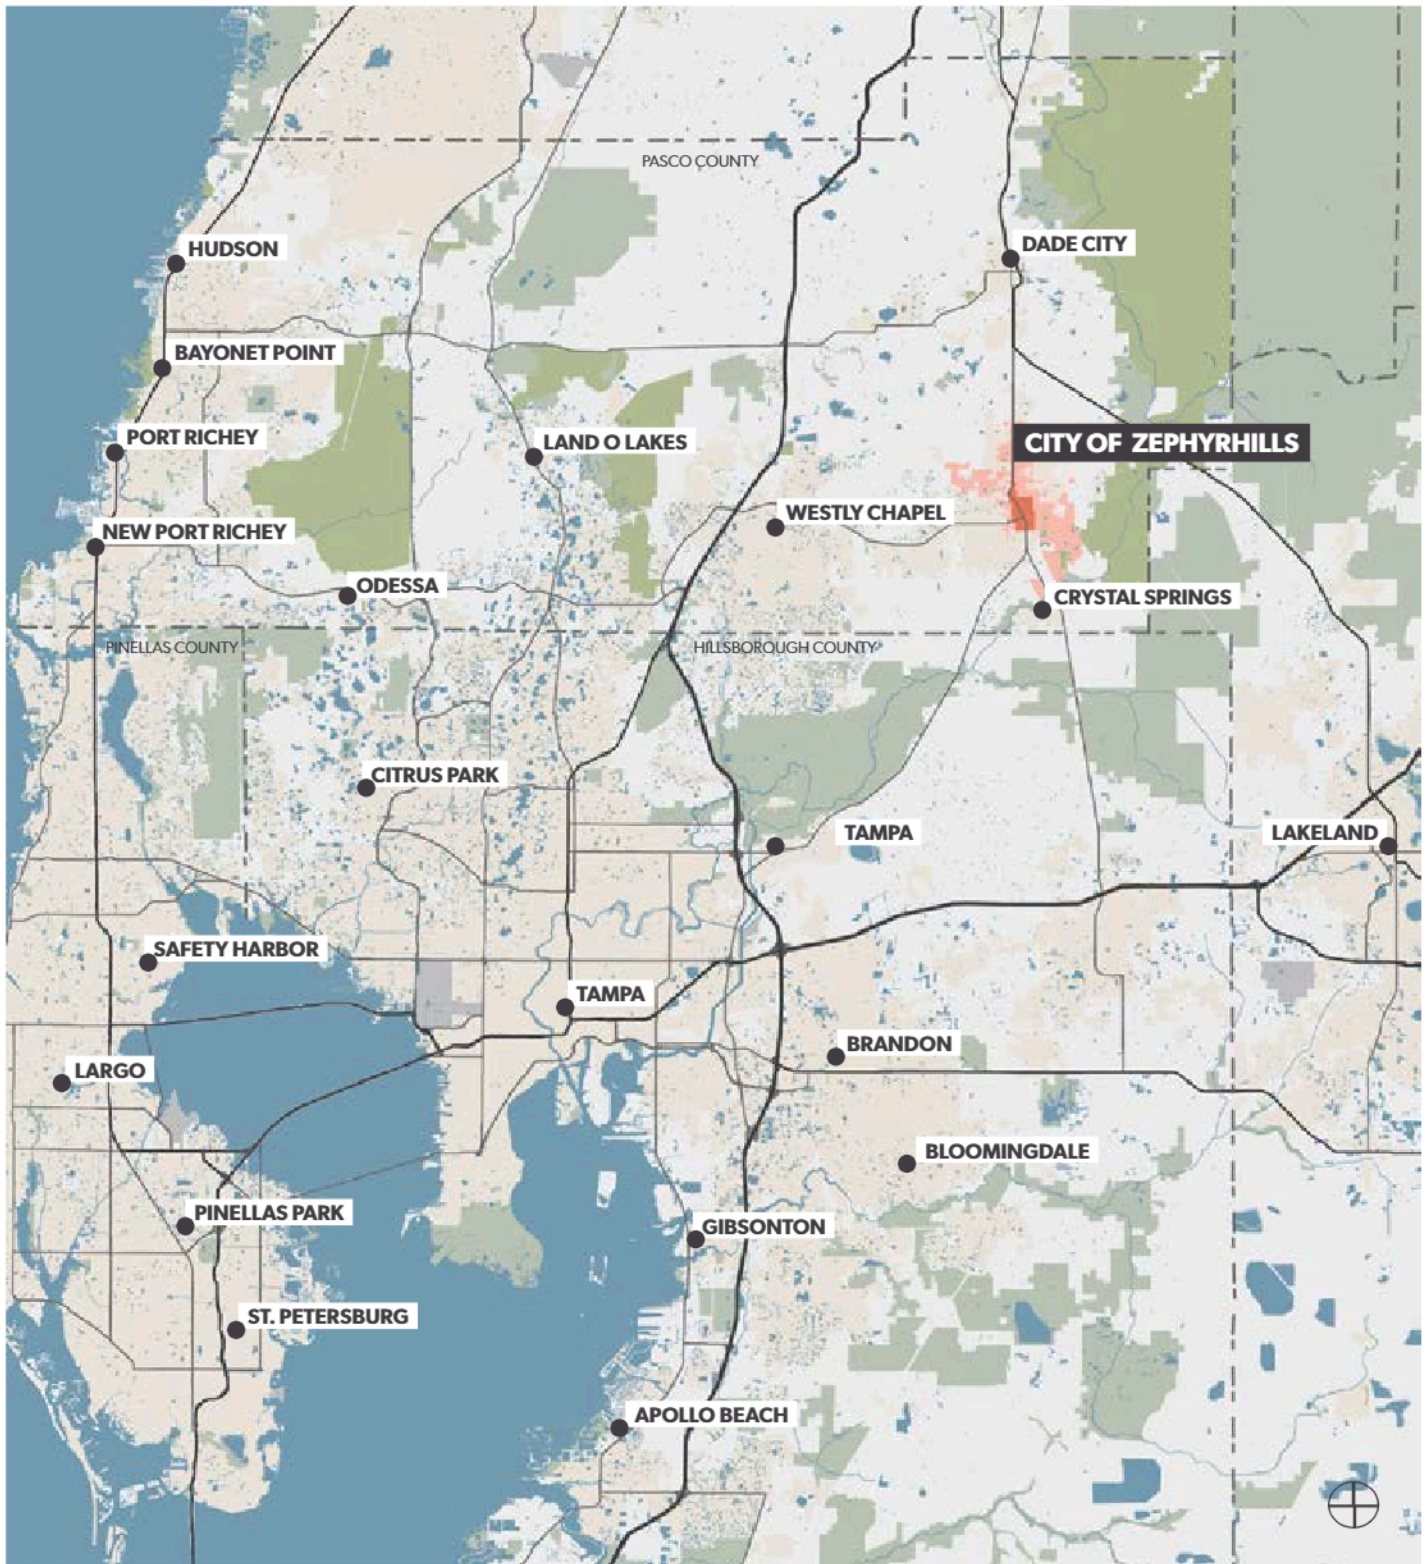 PASCO COUNTY
HUDSON
DADE CITY
BAYONET POINT
PORT RICHEY
LAND O LAKES
CITY OF ZEPHYRHILLS
WESTLY CHAPEL
NEW PORT RICHEY
ODESSA
CRYSTAL SPRINGS
PINELLAS COUNTY
HILLSBOROUGH COUNTY
CITRUS PARK
TAMPA
LAKELAND
SAFETY HARBOR
TAMPA
BRANDON
LARGO
BLOOMINGDALE
PINELLAS PARK
GIBSONTON
ST. PETERSBURG
APOLLO BEACH